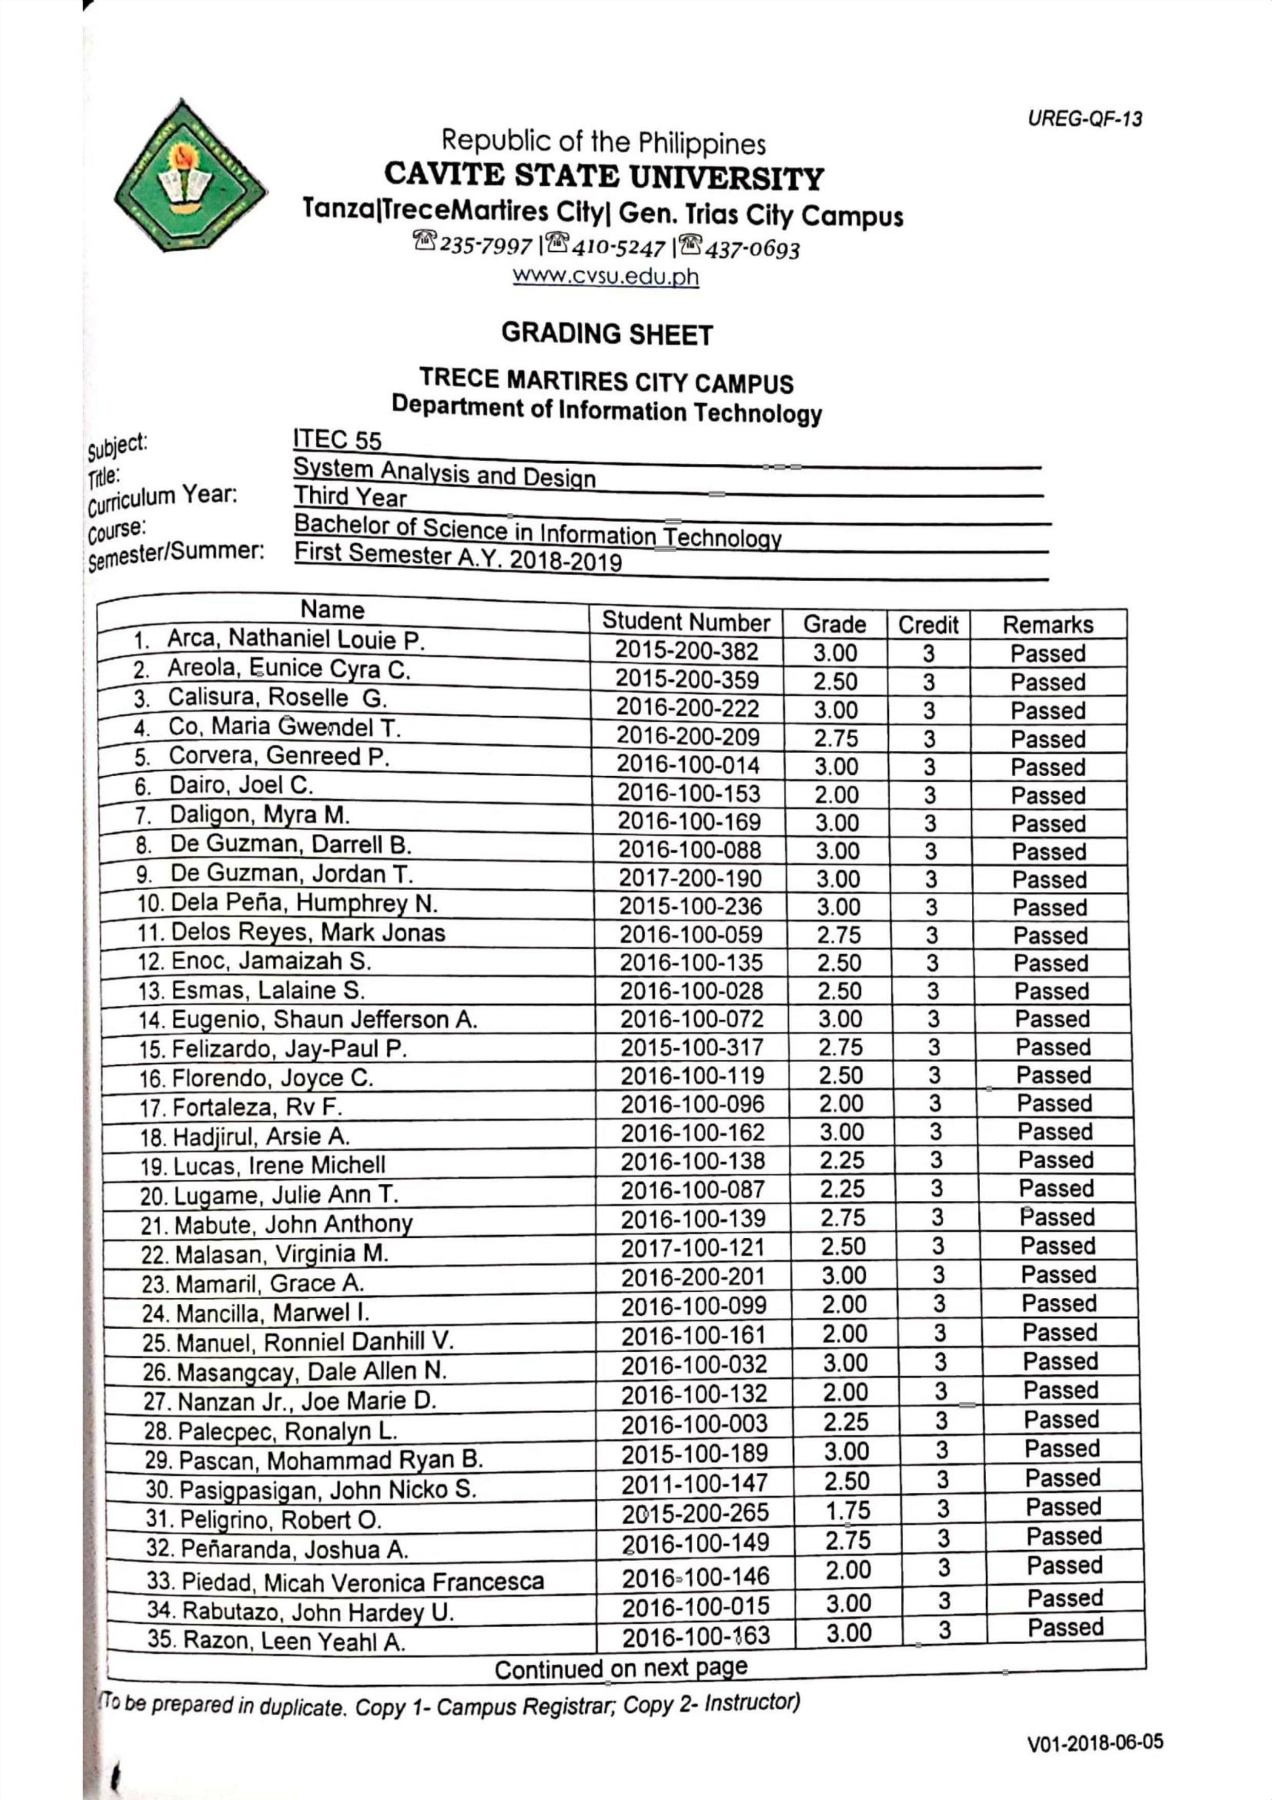 UREG-QF-13
Republic of the Philippines
CAVITE STATE UNIVERSITY
Tanza|TreceMartires City| Gen. Trias City Campus
☎235-7997 |☎410-5247 |☎437-0693
www.cvsu.edu.ph
GRADING SHEET
TRECE MARTIRES CITY CAMPUS
Department of Information Technology
Subject: ITEC 55
Title: System Analysis and Design
Curriculum Year: Third Year
Course: Bachelor of Science in Information Technology
Semester/Summer: First Semester A.Y. 2018-2019
Name Student Number Grade Credit Remarks
1. Arca, Nathaniel Louie P. 2015-200-382 3.00 3 Passed
2. Areola, Eunice Cyra C. 2015-200-359 2.50 3 Passed
3. Calisura, Roselle G. 2016-200-222 3.00 3 Passed
4. Co, Maria Gwendel T. 2016-200-209 2.75 3 Passed
5. Corvera, Genreed P. 2016-100-014 3.00 3 Passed
6. Dairo, Joel C. 2016-100-153 2.00 3 Passed
7. Daligon, Myra M. 2016-100-169 3.00 3 Passed
8. De Guzman, Darrell B. 2016-100-088 3.00 3 Passed
9. De Guzman, Jordan T. 2017-200-190 3.00 3 Passed
10. Dela Peña, Humphrey N. 2015-100-236 3.00 3 Passed
11. Delos Reyes, Mark Jonas 2016-100-059 2.75 3 Passed
12. Enoc, Jamaizah S. 2016-100-135 2.50 3 Passed
13. Esmas, Lalaine S. 2016-100-028 2.50 3 Passed
14. Eugenio, Shaun Jefferson A. 2016-100-072 3.00 3 Passed
15. Felizardo, Jay-Paul P. 2015-100-317 2.75 3 Passed
16. Florendo, Joyce C. 2016-100-119 2.50 3 Passed
17. Fortaleza, Rv F. 2016-100-096 2.00 3 Passed
18. Hadjirul, Arsie A. 2016-100-162 3.00 3 Passed
19. Lucas, Irene Michell 2016-100-138 2.25 3 Passed
20. Lugame, Julie Ann T. 2016-100-087 2.25 3 Passed
21. Mabute, John Anthony 2016-100-139 2.75 3 Passed
22. Malasan, Virginia M. 2017-100-121 2.50 3 Passed
23. Mamaril, Grace A. 2016-200-201 3.00 3 Passed
24. Mancilla, Marwel I. 2016-100-099 2.00 3 Passed
25. Manuel, Ronniel Danhill V. 2016-100-161 2.00 3 Passed
26. Masangcay, Dale Allen N. 2016-100-032 3.00 3 Passed
27. Nanzan Jr., Joe Marie D. 2016-100-132 2.00 3 Passed
28. Palecpec, Ronalyn L. 2016-100-003 2.25 3 Passed
29. Pascan, Mohammad Ryan B. 2015-100-189 3.00 3 Passed
30. Pasigpasigan, John Nicko S. 2011-100-147 2.50 3 Passed
31. Peligrino, Robert O. 2015-200-265 1.75 3 Passed
32. Peñaranda, Joshua A. 2016-100-149 2.75 3 Passed
33. Piedad, Micah Veronica Francesca 2016-100-146 2.00 3 Passed
34. Rabutazo, John Hardey U. 2016-100-015 3.00 3 Passed
35. Razon, Leen Yeahl A. 2016-100-163 3.00 3 Passed
Continued on next page
(To be prepared in duplicate. Copy 1- Campus Registrar; Copy 2- Instructor)
V01-2018-06-05